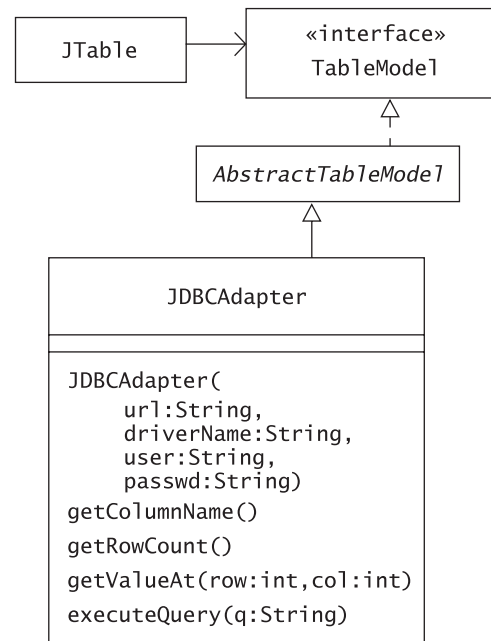 JTable
«interface»
TableModel
AbstractTableModel
JDBCAdapter
JDBCAdapter(
url:String,
driverName:String,
user:String,
passwd:String)
getColumnName()
getRowCount()
getValueAt(row:int,col:int)
executeQuery(q:String)